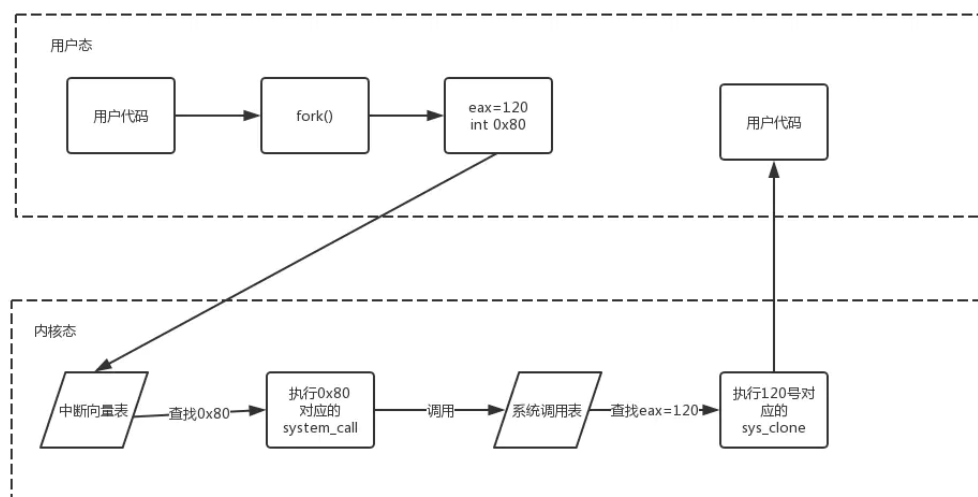 用户态
用户代码
fork()
eax=120
int 0x80
用户代码
内核态
中断向量表
查找0x80
执行0x80
对应的
system_call
调用
系统调用表
查找eax=120
执行120号对
应的
sys_clone